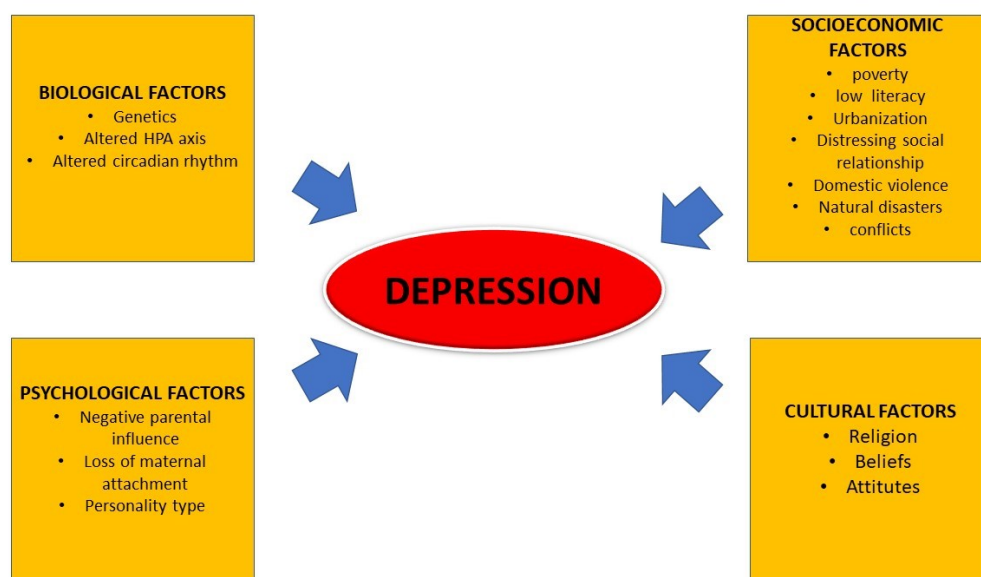 BIOLOGICAL FACTORS
• Genetics
• Altered HPA axis
• Altered circadian rhythm
SOCIOECONOMIC
FACTORS
• poverty
• low literacy
• Urbanization
• Distressing social
relationship
• Domestic violence
• Natural disasters
• conflicts
DEPRESSION
PSYCHOLOGICAL FACTORS
• Negative parental
influence
• Loss of maternal
attachment
• Personality type
CULTURAL FACTORS
• Religion
• Beliefs
• Attitutes